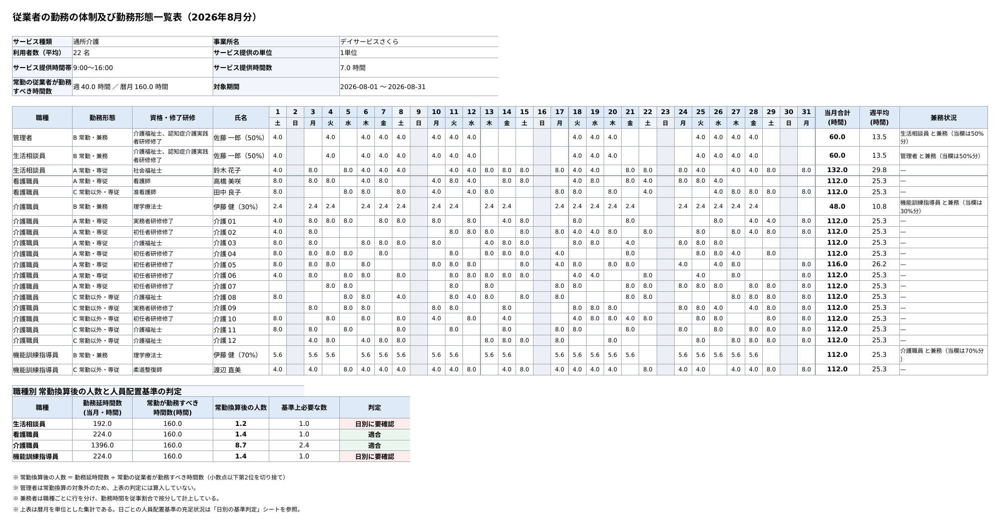 従業者の勤務の体制及び勤務形態一覧表（2026年8月分）
サービス種類 通所介護 事業所名 デイサービスさくら
利用者数（平均） 22 名 サービス提供の単位 1単位
サービス提供時間帯 9:00〜16:00 サービス提供時間数 7.0 時間
常勤の従業者が勤務すべき時間数 週 40.0 時間 ／ 暦月 160.0 時間 対象期間 2026-08-01 〜 2026-08-31
職種 勤務形態 資格・修了研修 氏名 1 2 3 4 5 6 7 8 9 10 11 12 13 14 15 16 17 18 19 20 21 22 23 24 25 26 27 28 29 30 31 当月合計(時間) 週平均(時間) 兼務状況
土 日 月 火 水 木 金 土 日 月 火 水 木 金 土 日 月 火 水 木 金 土 日 月 火 水 木 金 土 日 月
管理者 B 常勤・兼務 介護福祉士、認知症介護実践者研修修了 佐藤 一郎（50%） 4.0 4.0 4.0 4.0 4.0 4.0 4.0 4.0 4.0 4.0 4.0 4.0 4.0 4.0 4.0 60.0 13.5 生活相談員 と兼務（当欄は50%分）
生活相談員 B 常勤・兼務 介護福祉士、認知症介護実践者研修修了 佐藤 一郎（50%） 4.0 4.0 4.0 4.0 4.0 4.0 4.0 4.0 4.0 4.0 4.0 4.0 4.0 4.0 4.0 60.0 13.5 管理者 と兼務（当欄は50%分）
生活相談員 A 常勤・専従 社会福祉士 鈴木 花子 4.0 8.0 8.0 4.0 4.0 4.0 4.0 4.0 8.0 8.0 8.0 8.0 4.0 4.0 8.0 8.0 8.0 4.0 4.0 4.0 8.0 8.0 132.0 29.8 —
看護職員 A 常勤・専従 看護師 高橋 美咲 8.0 8.0 8.0 4.0 8.0 4.0 8.0 4.0 8.0 8.0 4.0 8.0 8.0 4.0 8.0 8.0 4.0 112.0 25.3 —
看護職員 C 常勤以外・専従 准看護師 田中 良子 8.0 8.0 8.0 8.0 4.0 4.0 8.0 8.0 8.0 8.0 4.0 4.0 8.0 8.0 8.0 8.0 112.0 25.3 —
介護職員 B 常勤・兼務 理学療法士 伊藤 健（30%） 2.4 2.4 2.4 2.4 2.4 2.4 2.4 2.4 2.4 2.4 2.4 2.4 2.4 2.4 2.4 2.4 2.4 2.4 2.4 2.4 48.0 10.8 機能訓練指導員 と兼務（当欄は30%分）
介護職員 A 常勤・専従 実務者研修修了 介護 01 4.0 8.0 8.0 8.0 8.0 8.0 8.0 8.0 4.0 8.0 8.0 8.0 8.0 4.0 4.0 8.0 112.0 25.3 —
介護職員 A 常勤・専従 初任者研修修了 介護 02 4.0 8.0 8.0 8.0 8.0 8.0 8.0 4.0 4.0 8.0 8.0 8.0 8.0 4.0 8.0 8.0 112.0 25.3 —
介護職員 A 常勤・専従 介護福祉士 介護 03 8.0 8.0 8.0 8.0 8.0 8.0 4.0 8.0 8.0 8.0 8.0 4.0 8.0 8.0 8.0 112.0 25.3 —
介護職員 A 常勤・専従 初任者研修修了 介護 04 8.0 8.0 8.0 8.0 8.0 8.0 8.0 8.0 8.0 4.0 8.0 8.0 8.0 4.0 8.0 112.0 25.3 —
介護職員 A 常勤・専従 初任者研修修了 介護 05 8.0 8.0 8.0 8.0 8.0 8.0 8.0 8.0 4.0 8.0 8.0 8.0 4.0 4.0 8.0 8.0 116.0 26.2 —
介護職員 A 常勤・専従 初任者研修修了 介護 06 4.0 8.0 8.0 8.0 8.0 8.0 8.0 8.0 8.0 8.0 4.0 4.0 8.0 4.0 8.0 8.0 112.0 25.3 —
介護職員 A 常勤・専従 初任者研修修了 介護 07 8.0 8.0 8.0 8.0 8.0 8.0 8.0 8.0 8.0 8.0 8.0 8.0 8.0 8.0 112.0 25.3 —
介護職員 C 常勤以外・専従 介護福祉士 介護 08 8.0 8.0 8.0 4.0 8.0 4.0 8.0 8.0 8.0 8.0 8.0 8.0 8.0 8.0 8.0 112.0 25.3 —
介護職員 C 常勤以外・専従 実務者研修修了 介護 09 8.0 8.0 8.0 8.0 8.0 8.0 8.0 8.0 8.0 8.0 8.0 4.0 4.0 8.0 8.0 112.0 25.3 —
介護職員 C 常勤以外・専従 初任者研修修了 介護 10 8.0 8.0 8.0 8.0 4.0 8.0 4.0 4.0 8.0 8.0 4.0 8.0 8.0 8.0 8.0 8.0 112.0 25.3 —
介護職員 C 常勤以外・専従 介護福祉士 介護 11 8.0 8.0 8.0 8.0 8.0 8.0 8.0 8.0 8.0 8.0 8.0 8.0 8.0 8.0 112.0 25.3 —
介護職員 C 常勤以外・専従 介護福祉士 介護 12 4.0 8.0 4.0 8.0 8.0 8.0 8.0 8.0 8.0 8.0 8.0 8.0 8.0 8.0 8.0 112.0 25.3 —
機能訓練指導員 B 常勤・兼務 理学療法士 伊藤 健（70%） 5.6 5.6 5.6 5.6 5.6 5.6 5.6 5.6 5.6 5.6 5.6 5.6 5.6 5.6 5.6 5.6 5.6 5.6 5.6 5.6 112.0 25.3 介護職員 と兼務（当欄は70%分）
機能訓練指導員 C 常勤以外・専従 柔道整復師 渡辺 直美 4.0 4.0 8.0 4.0 4.0 4.0 4.0 4.0 8.0 4.0 8.0 4.0 4.0 4.0 4.0 8.0 4.0 4.0 4.0 4.0 8.0 8.0 112.0 25.3 —
職種別 常勤換算後の人数と人員配置基準の判定
職種 勤務延時間数(当月・時間) 常勤が勤務すべき時間数(時間) 常勤換算後の人数 基準上必要な数 判定
生活相談員 192.0 160.0 1.2 1.0 日別に要確認
看護職員 224.0 160.0 1.4 1.0 適合
介護職員 1396.0 160.0 8.7 2.4 適合
機能訓練指導員 224.0 160.0 1.4 1.0 日別に要確認
※ 常勤換算後の人数 ＝ 勤務延時間数 ÷ 常勤の従業者が勤務すべき時間数（小数点以下第2位を切り捨て）
※ 管理者は常勤換算の対象外のため、上表の判定には算入していない。
※ 兼務者は職種ごとに行を分け、勤務時間を従事割合で按分して計上している。
※ 上表は暦月を単位とした集計である。日ごとの人員配置基準の充足状況は「日別の基準判定」シートを参照。